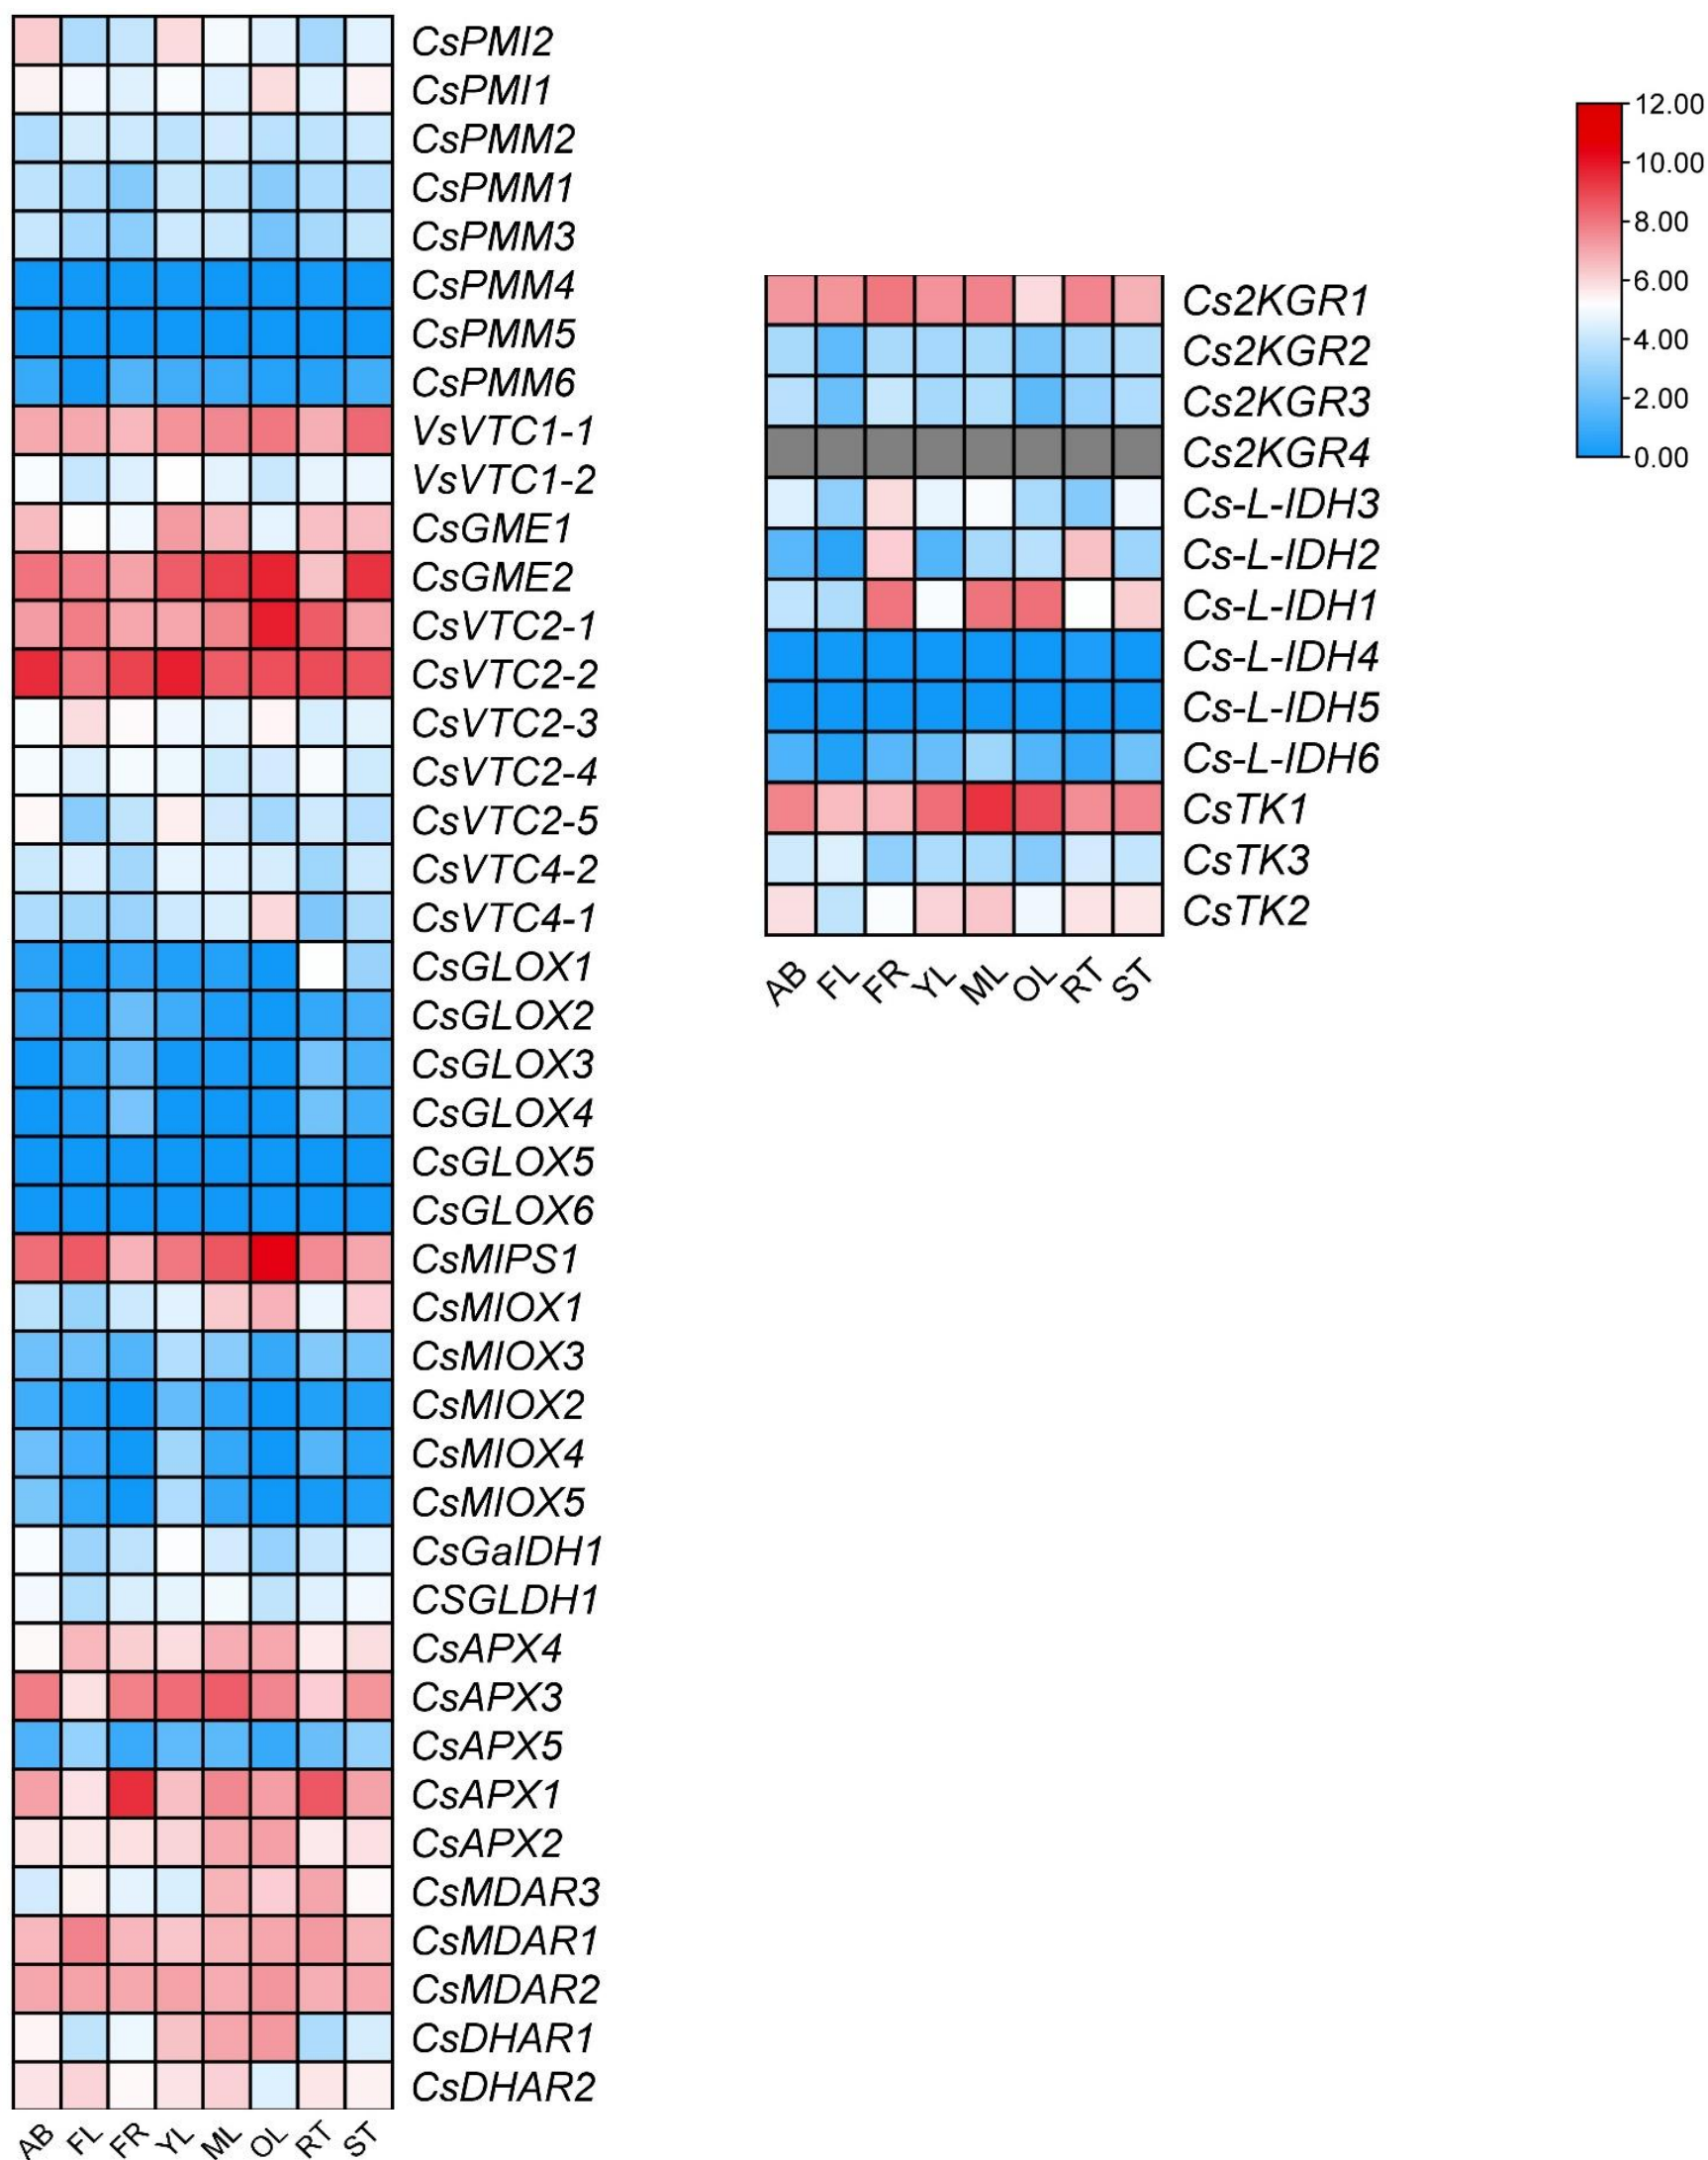 CsPMI2
CsPMI1
CsPMM2
CsPMM1
CsPMM3
CsPMM4
CsPMM5
CsPMM6
VsVTC1-1
VsVTC1-2
CsGME1
CsGME2
CsVTC2-1
CsVTC2-2
CsVTC2-3
CsVTC2-4
CsVTC2-5
CsVTC4-2
CsVTC4-1
CsGLOX1
CsGLOX2
CsGLOX3
CsGLOX4
CsGLOX5
CsGLOX6
CsMIPS1
CsMIOX1
CsMIOX3
CsMIOX2
CsMIOX4
CsMIOX5
CsGalDH1
CSGLDH1
CsAPX4
CsAPX3
CsAPX5
CsAPX1
CsAPX2
CsMDAR3
CsMDAR1
CsMDAR2
CsDHAR1
CsDHAR2
AB FL FR YL ML OL RT ST
Cs2KGR1
Cs2KGR2
Cs2KGR3
Cs2KGR4
Cs-L-IDH3
Cs-L-IDH2
Cs-L-IDH1
Cs-L-IDH4
Cs-L-IDH5
Cs-L-IDH6
CsTK1
CsTK3
CsTK2
AB FL FR YL ML OL RT ST
12.00
10.00
8.00
6.00
4.00
2.00
0.00